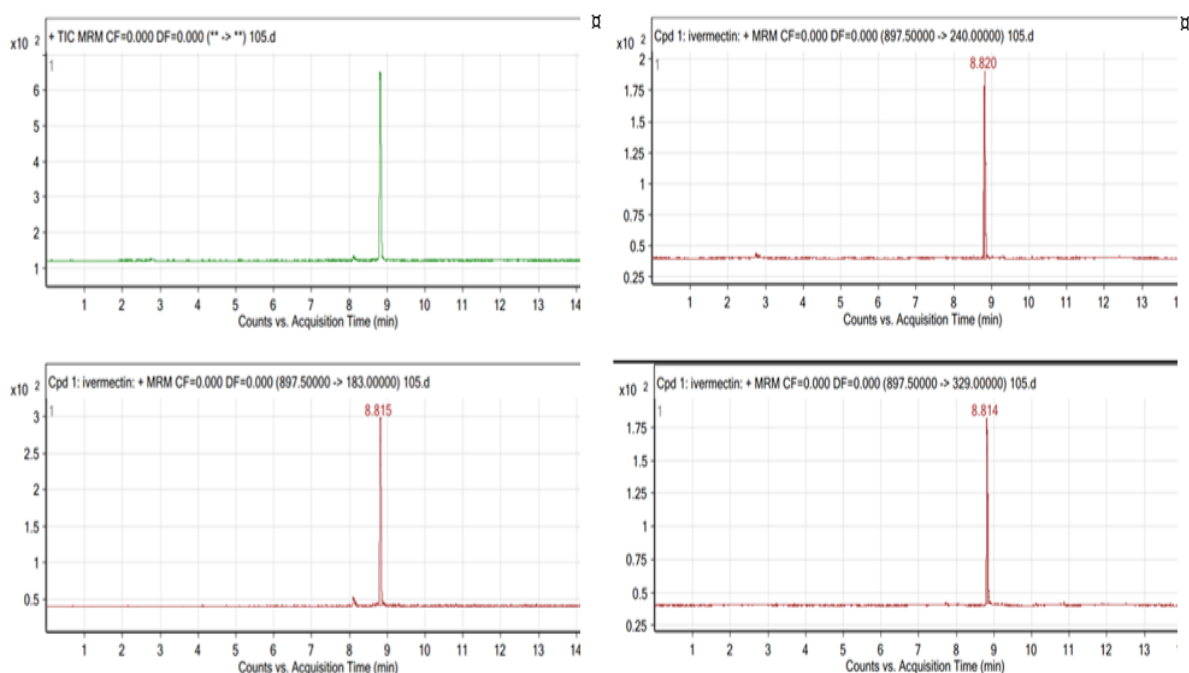 + TIC MRM CF=0.000 DF=0.000 (** -> **) 105.d
x10 2
1
6
5
4
3
2
1
1 2 3 4 5 6 7 8 9 10 11 12 13 14
Counts vs. Acquisition Time (min)
¤
Cpd 1: ivermectin: + MRM CF=0.000 DF=0.000 (897.50000 -> 240.00000) 105.d
x10 2
2
1
8.820
1.75
1.5
1.25
1
0.75
0.5
0.25
1 2 3 4 5 6 7 8 9 10 11 12 13
Counts vs. Acquisition Time (min)
¤
Cpd 1: ivermectin: + MRM CF=0.000 DF=0.000 (897.50000 -> 183.00000) 105.d
x10 2
3
1
8.815
2.5
2
1.5
1
0.5
1 2 3 4 5 6 7 8 9 10 11 12 13 14
Counts vs. Acquisition Time (min)
Cpd 1: ivermectin: + MRM CF=0.000 DF=0.000 (897.50000 -> 329.00000) 105.d
x10 2
1
8.814
1.75
1.5
1.25
1
0.75
0.5
0.25
1 2 3 4 5 6 7 8 9 10 11 12 13
Counts vs. Acquisition Time (min)